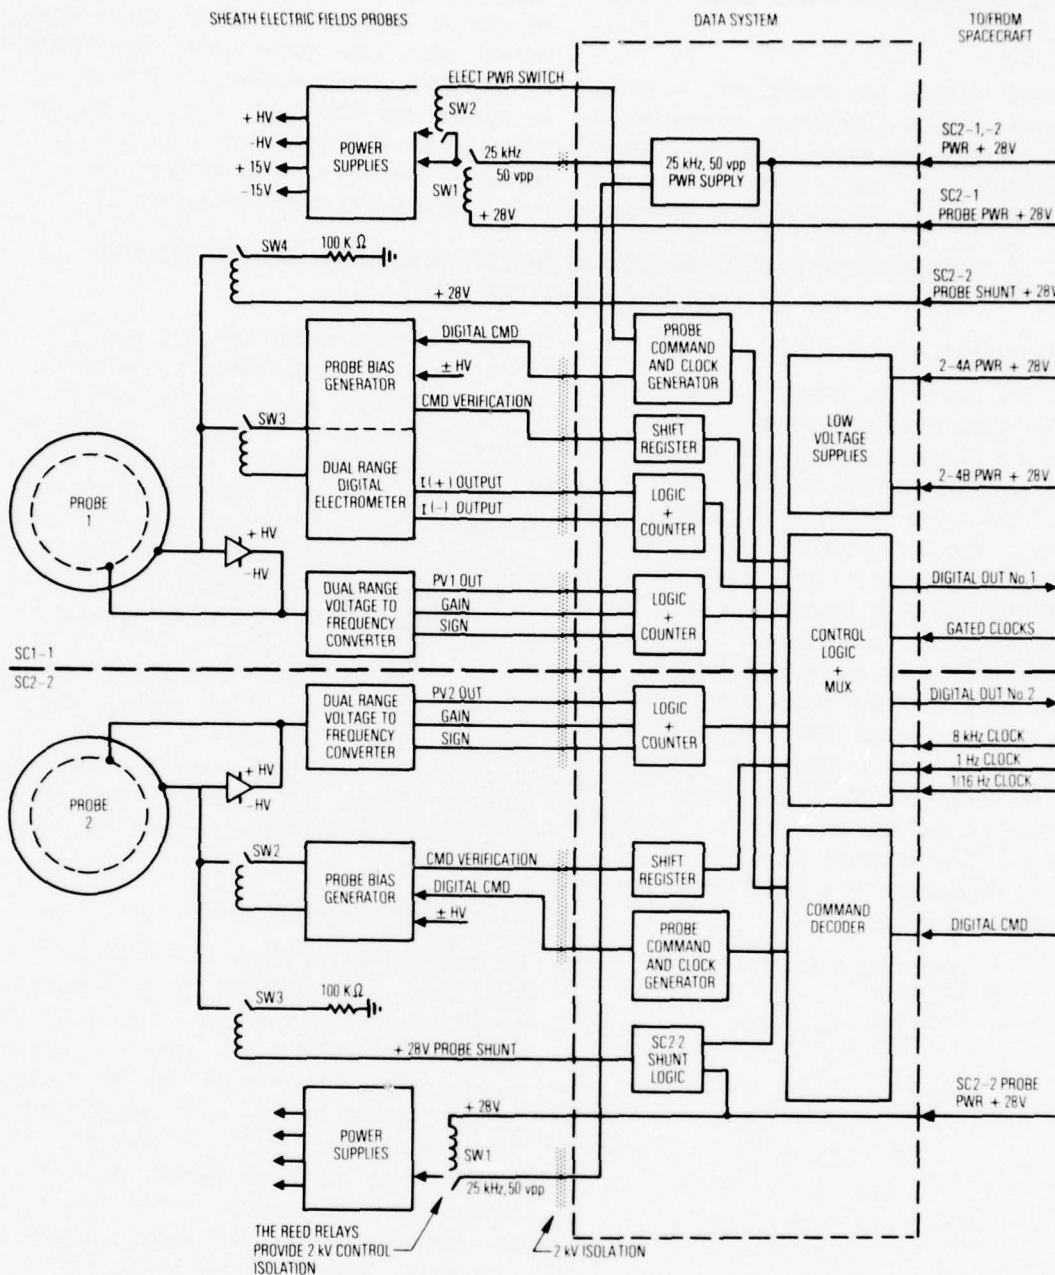 SHEATH ELECTRIC FIELDS PROBES
DATA SYSTEM
TO/FROM
SPACECRAFT
ELECT PWR SWITCH
SW2
+ HV
-HV
+ 15V
-15V
POWER
SUPPLIES
25 kHz
50 vpp
SW1
+ 28V
25 kHz, 50 vpp
PWR SUPPLY
SC2-1,-2
PWR + 28V
SC2-1
PROBE PWR + 28V
SW4
100 K Ω
+ 28V
SC2-2
PROBE SHUNT + 28V
DIGITAL CMD
± HV
CMD VERIFICATION
PROBE BIAS
GENERATOR
PROBE
COMMAND
AND CLOCK
GENERATOR
LOW
VOLTAGE
SUPPLIES
2-4A PWR + 28V
2-4B PWR + 28V
SW3
DUAL RANGE
DIGITAL
ELECTROMETER
I(+) OUTPUT
I(-) OUTPUT
SHIFT
REGISTER
LOGIC
+
COUNTER
PROBE
1
+ HV
-HV
DUAL RANGE
VOLTAGE TO
FREQUENCY
CONVERTER
PV1 OUT
GAIN
SIGN
LOGIC
+
COUNTER
CONTROL
LOGIC
+
MUX
DIGITAL OUT No.1
GATED CLOCKS
SC1-1
SC2-2
DIGITAL OUT No.2
8 kHz CLOCK
1 Hz CLOCK
1/16 Hz CLOCK
DUAL RANGE
VOLTAGE TO
FREQUENCY
CONVERTER
PV2 OUT
GAIN
SIGN
LOGIC
+
COUNTER
PROBE
2
+ HV
-HV
SW2
PROBE BIAS
GENERATOR
CMD VERIFICATION
DIGITAL CMD
± HV
SHIFT
REGISTER
PROBE
COMMAND
AND CLOCK
GENERATOR
COMMAND
DECODER
DIGITAL CMD
SW3
100 K Ω
+ 28V PROBE SHUNT
SC2-2
SHUNT
LOGIC
SC2-2 PROBE
PWR + 28V
POWER
SUPPLIES
+ 28V
SW1
25 kHz, 50 vpp
THE REED RELAYS
PROVIDE 2 kV CONTROL
ISOLATION
2 kV ISOLATION